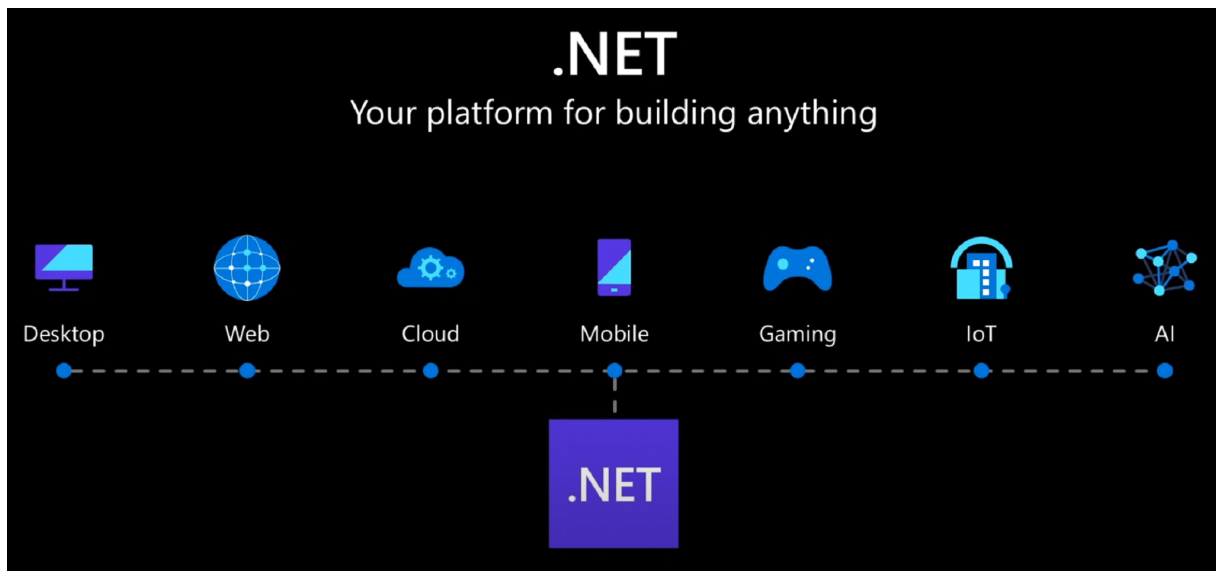 .NET
Your platform for building anything
Desktop
Web
Cloud
Mobile
Gaming
IoT
AI
.NET